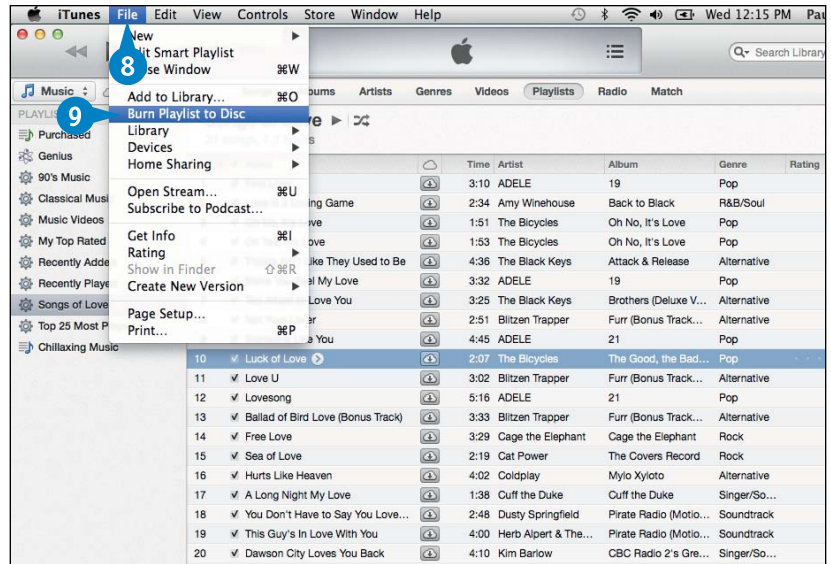 iTunes File Edit View Controls Store Window Help Wed 12:15 PM Pau
8
New
Edit Smart Playlist
Close Window ⌘W
Search Library
Music
Add to Library... ⌘O
Albums Artists Genres Videos Playlists Radio Match
9
Burn Playlist to Disc
PLAYLISTS
Library
Purchased
Devices
Genius
Home Sharing
Time Artist Album Genre Rating
90's Music
3:10 ADELE 19 Pop
Open Stream... ⌘U
Classical Musi
ing Game 2:34 Amy Winehouse Back to Black R&B/Soul
Subscribe to Podcast...
Music Videos
ove 1:51 The Bicycles Oh No, It's Love Pop
Get Info ⌘I
My Top Rated
ove 1:53 The Bicycles Oh No, It's Love Pop
Rating
Recently Adde
ike They Used to Be 4:36 The Black Keys Attack & Release Alternative
Show in Finder ⇧⌘R
Recently Playe
el My Love 3:32 ADELE 19 Pop
Create New Version
Songs of Love
Love You 3:25 The Black Keys Brothers (Deluxe V... Alternative
Page Setup...
Top 25 Most P
2:51 Blitzen Trapper Furr (Bonus Track... Alternative
Print... ⌘P
Chillaxing Music
You 4:45 ADELE 21 Pop
10 Luck of Love 2:07 The Bicycles The Good, the Bad... Pop
11 Love U 3:02 Blitzen Trapper Furr (Bonus Track... Alternative
12 Lovesong 5:16 ADELE 21 Pop
13 Ballad of Bird Love (Bonus Track) 3:33 Blitzen Trapper Furr (Bonus Track... Alternative
14 Free Love 3:29 Cage the Elephant Cage the Elephant Rock
15 Sea of Love 2:19 Cat Power The Covers Record Rock
16 Hurts Like Heaven 4:02 Coldplay Mylo Xyloto Alternative
17 A Long Night My Love 1:38 Cuff the Duke Cuff the Duke Singer/So...
18 You Don't Have to Say You Love... 2:48 Dusty Springfield Pirate Radio (Motio... Soundtrack
19 This Guy's In Love With You 4:00 Herb Alpert & The... Pirate Radio (Motio... Soundtrack
20 Dawson City Loves You Back 4:10 Kim Barlow CBC Radio 2's Gre... Singer/So...